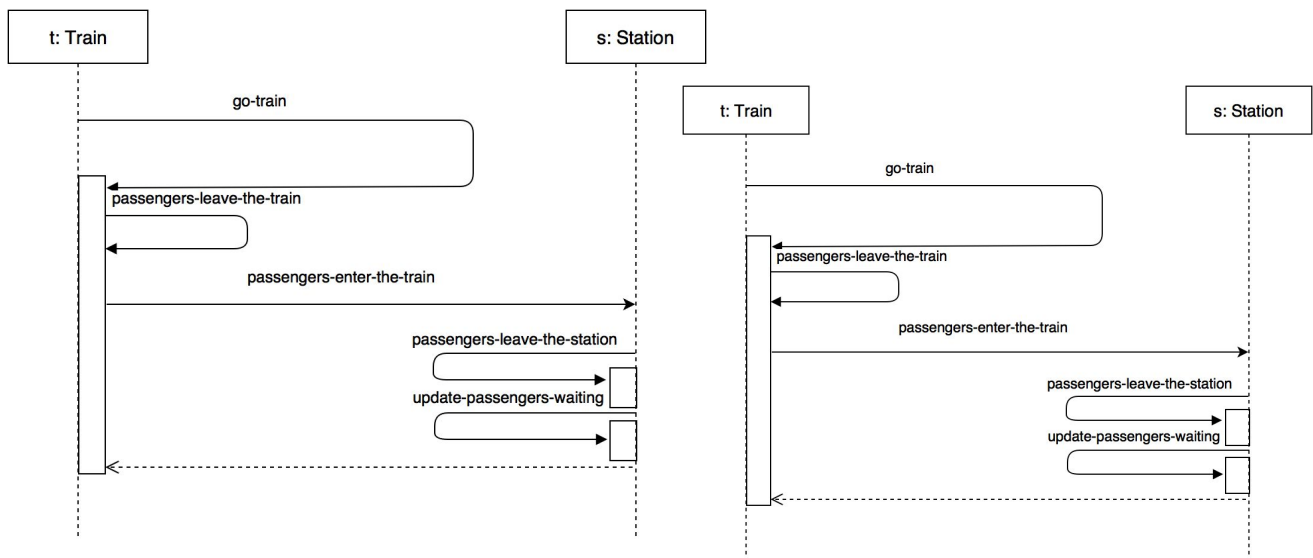 t: Train
s: Station
go-train
passengers-leave-the-train
passengers-enter-the-train
passengers-leave-the-station
update-passengers-waiting
t: Train
s: Station
go-train
passengers-leave-the-train
passengers-enter-the-train
passengers-leave-the-station
update-passengers-waiting